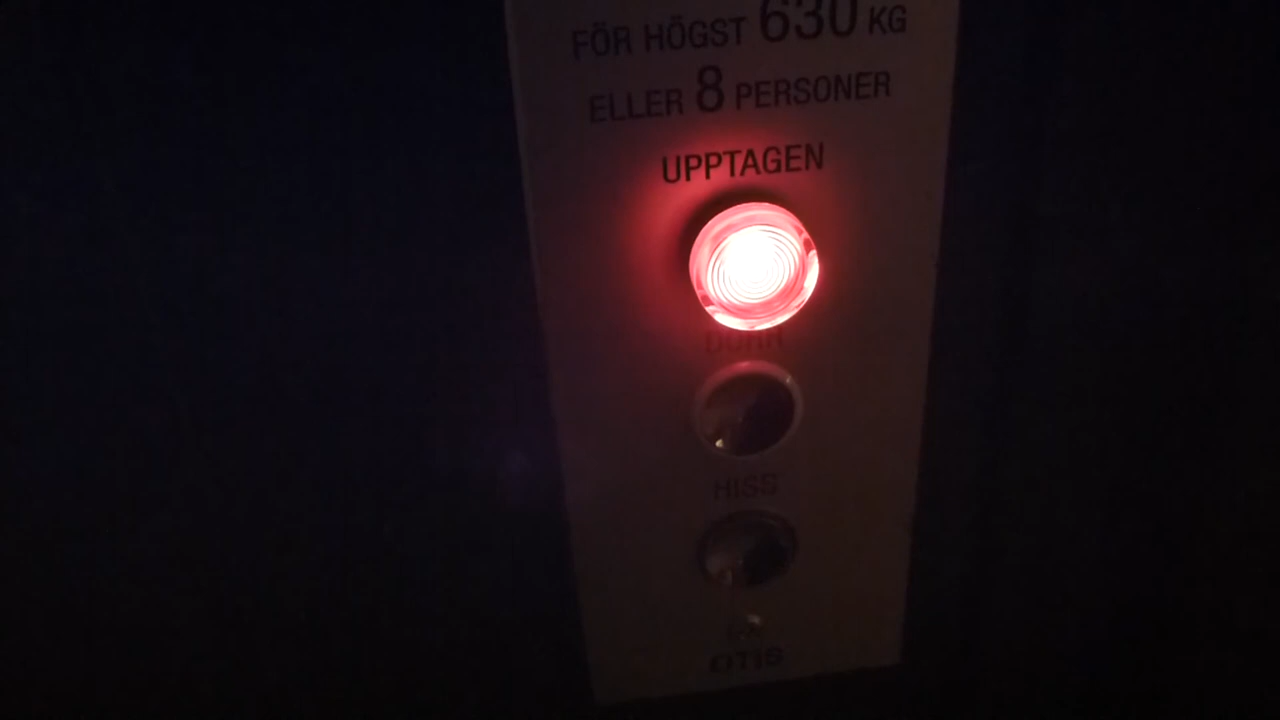 FÖR HÖGST 630 KG
ELLER 8 PERSONER
UPPTAGEN
DÖRR
HISS
OTIS